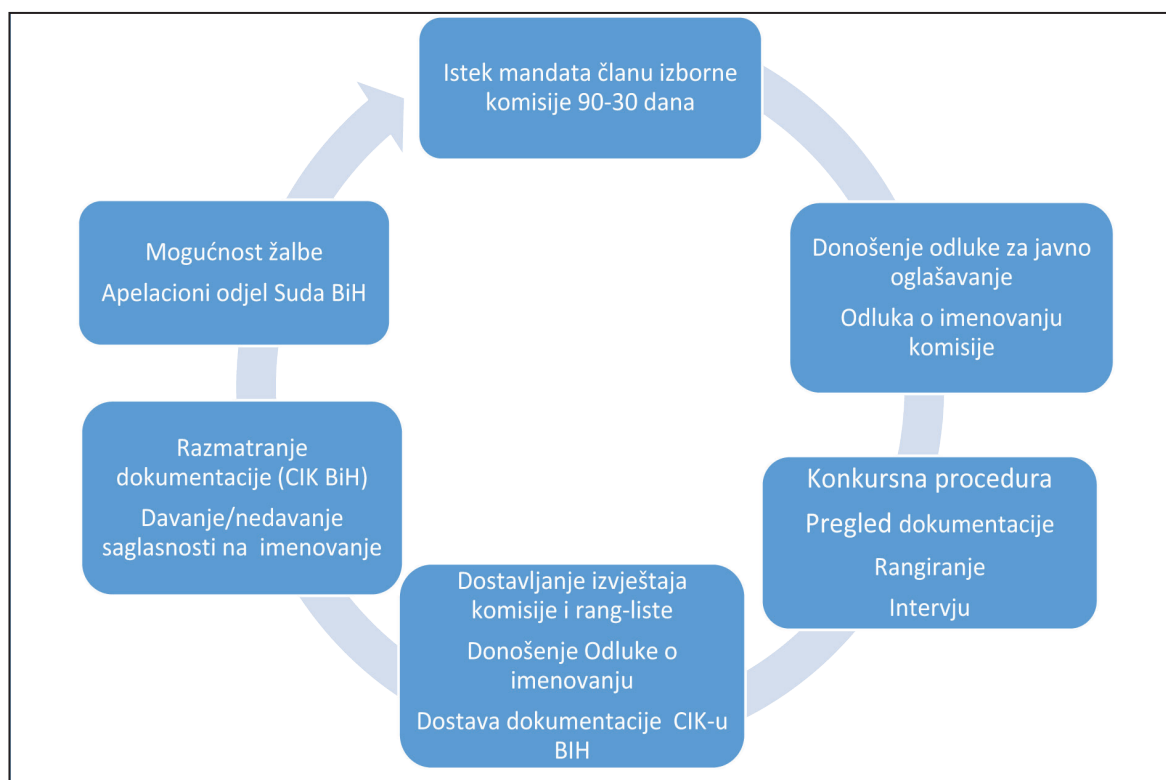 Istek mandata članu izborne
komisije 90-30 dana
Donošenje odluke za javno
oglašavanje
Odluka o imenovanju
komisije
Konkursna procedura
Pregled dokumentacije
Rangiranje
Intervju
Dostavljanje izvještaja
komisije i rang-liste
Donošenje Odluke o
imenovanju
Dostava dokumentacije CIK-u
BIH
Razmatranje
dokumentacije (CIK BiH)
Davanje/nedavanje
saglasnosti na imenovanje
Mogućnost žalbe
Apelacioni odjel Suda BiH